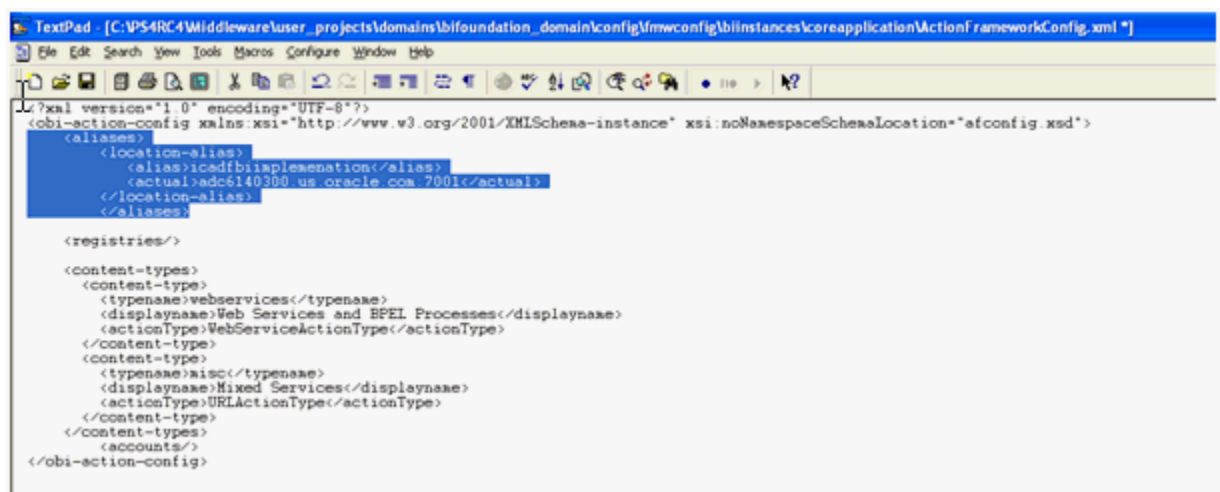 TextPad - [C:\PS4RC4\Middleware\user_projects\domains\bifoundation_domain\config\fmwconfig\biinstances\coreapplication\ActionFrameworkConfig.xml *]
File Edit Search View Tools Macros Configure Window Help
<?xml version="1.0" encoding="UTF-8"?>
<obi-action-config xmlns:xsi="http://www.w3.org/2001/XMLSchema-instance" xsi:noNamespaceSchemaLocation="afconfig.xsd">
<aliases>
<location-alias>
<alias>icadfbiimplemenation</alias>
<actual>adc6140300.us.oracle.com.7001</actual>
</location-alias>
</aliases>
<registries/>
<content-types>
<content-type>
<typename>webservices</typename>
<displayname>Web Services and BPEL Processes</displayname>
<actionType>WebServiceActionType</actionType>
</content-type>
<content-type>
<typename>misc</typename>
<displayname>Mixed Services</displayname>
<actionType>URLActionType</actionType>
</content-type>
</content-types>
<accounts/>
</obi-action-config>